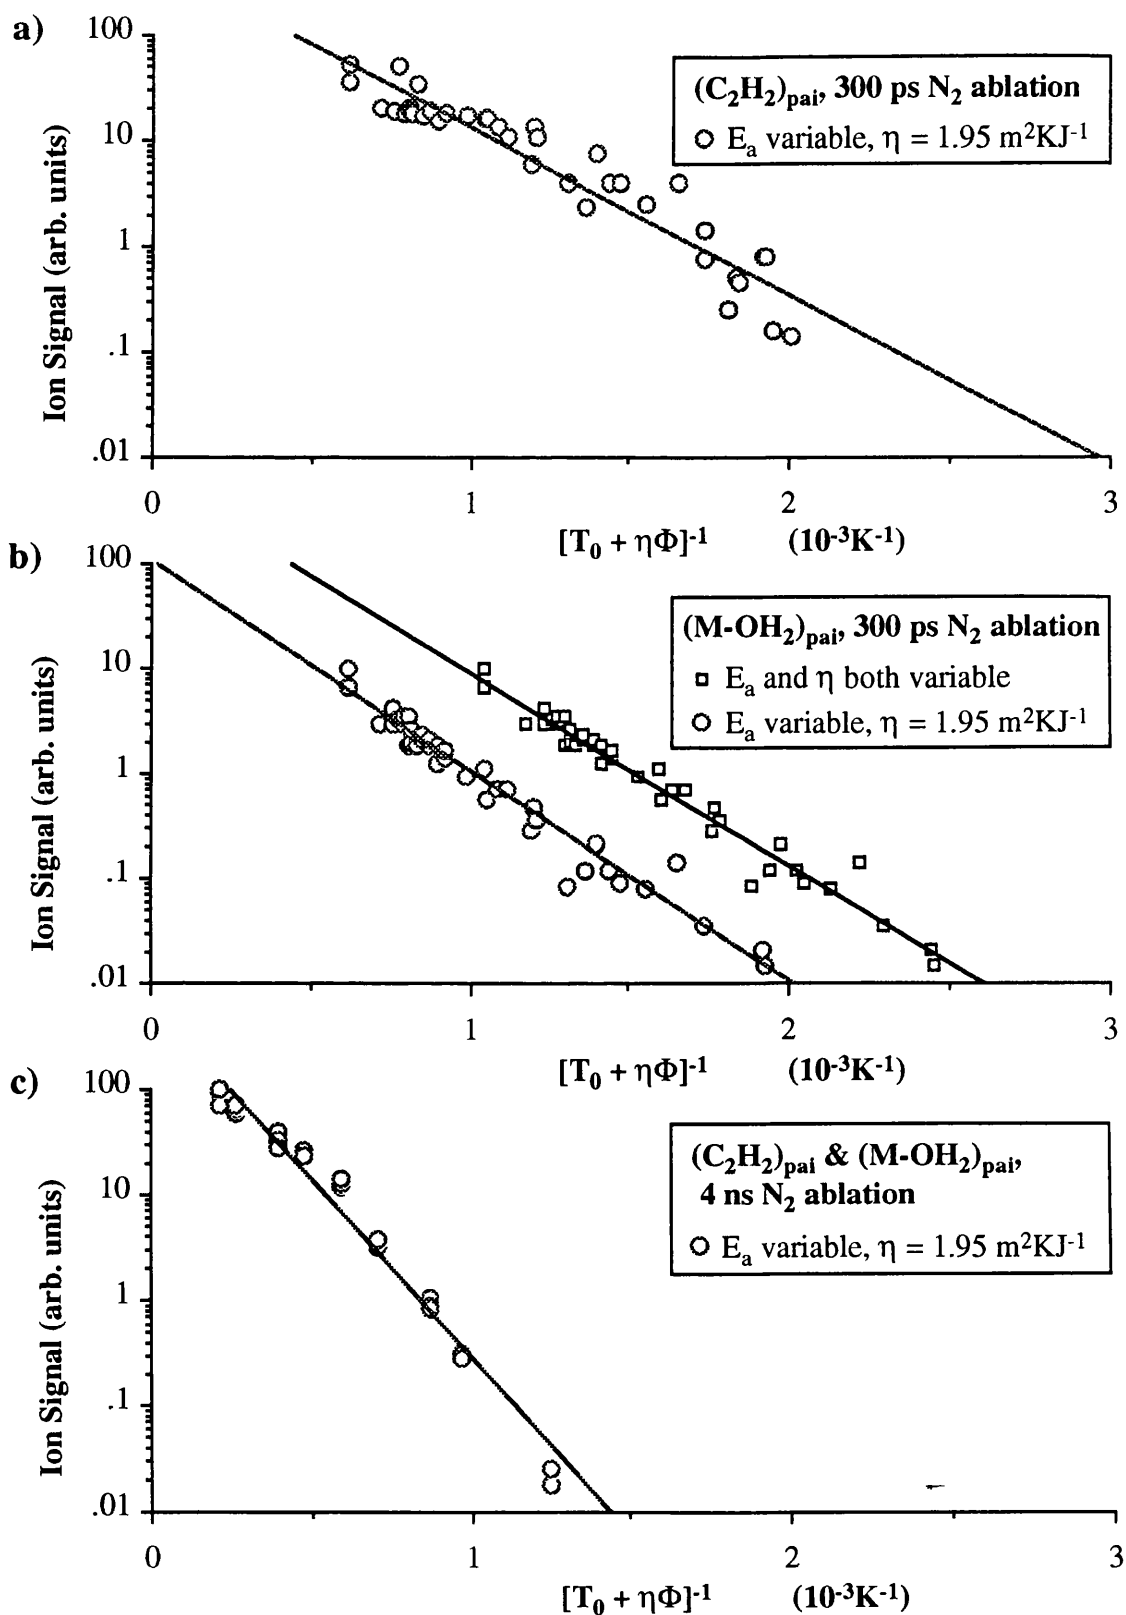 a)
100
10
1
.1
.01
Ion Signal (arb. units)
(C₂H₂)pai, 300 ps N₂ ablation
Eₐ variable, η = 1.95 m²KJ⁻¹
0 1 2 3
[T₀ + ηΦ]⁻¹ (10⁻³K⁻¹)
b)
100
10
1
.1
.01
Ion Signal (arb. units)
(M-OH₂)pai, 300 ps N₂ ablation
Eₐ and η both variable
Eₐ variable, η = 1.95 m²KJ⁻¹
0 1 2 3
[T₀ + ηΦ]⁻¹ (10⁻³K⁻¹)
c)
100
10
1
.1
.01
Ion Signal (arb. units)
(C₂H₂)pai & (M-OH₂)pai,
4 ns N₂ ablation
Eₐ variable, η = 1.95 m²KJ⁻¹
0 1 2 3
[T₀ + ηΦ]⁻¹ (10⁻³K⁻¹)